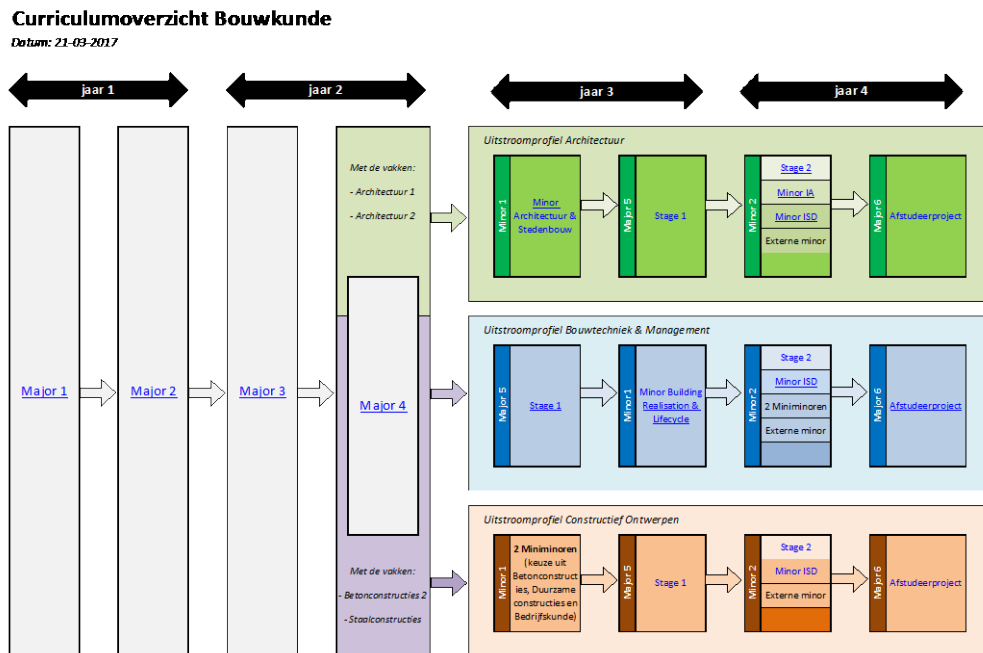 Curriculumoverzicht Bouwkunde
Datum: 21-03-2017
jaar 1
jaar 2
jaar 3
jaar 4
Major 1
Major 2
Major 3
Met de vakken:
- Architectuur 1
- Architectuur 2
Major 4
Met de vakken:
- Betonconstructies 2
- Staalconstructies
Uitstroomprofiel Architectuur
Minor 1
Minor
Architectuur &
Stedenbouw
Major 5
Stage 1
Minor 2
Stage 2
Minor IA
Minor ISD
Externe minor
Major 6
Afstudeerproject
Uitstroomprofiel Bouwtechniek & Management
Major 5
Stage 1
Minor 1
Minor Building
Realisation &
Lifecycle
Minor 2
Stage 2
Minor ISD
2 Miniminoren
Externe minor
Major 6
Afstudeerproject
Uitstroomprofiel Constructief Ontwerpen
Minor 1
2 Miniminoren
(keuze uit
Betonconstruct
ies, Duurzame
constructies en
Bedrijfskunde)
Major 5
Stage 1
Minor 2
Stage 2
Minor ISD
Externe minor
Major 6
Afstudeerproject